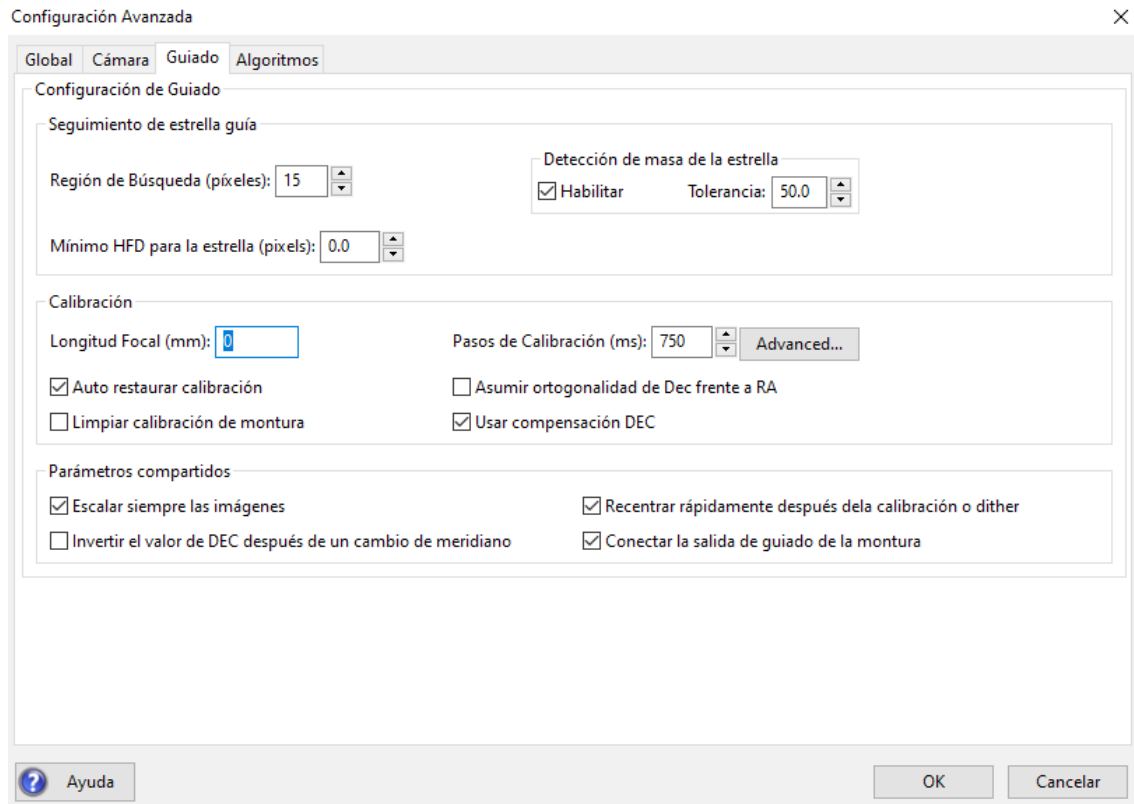 Configuración Avanzada
Global Cámara Guiado Algoritmos
Configuración de Guiado
Seguimiento de estrella guía
Detección de masa de la estrella
Región de Búsqueda (píxeles): 15
Habilitar Tolerancia: 50.0
Mínimo HFD para la estrella (pixels): 0.0
Calibración
Longitud Focal (mm): 0 Pasos de Calibración (ms): 750 Advanced...
Auto restaurar calibración Asumir ortogonalidad de Dec frente a RA
Limpiar calibración de montura Usar compensación DEC
Parámetros compartidos
Escalar siempre las imágenes Recentrar rápidamente después dela calibración o dither
Invertir el valor de DEC después de un cambio de meridiano Conectar la salida de guiado de la montura
? Ayuda OK Cancelar